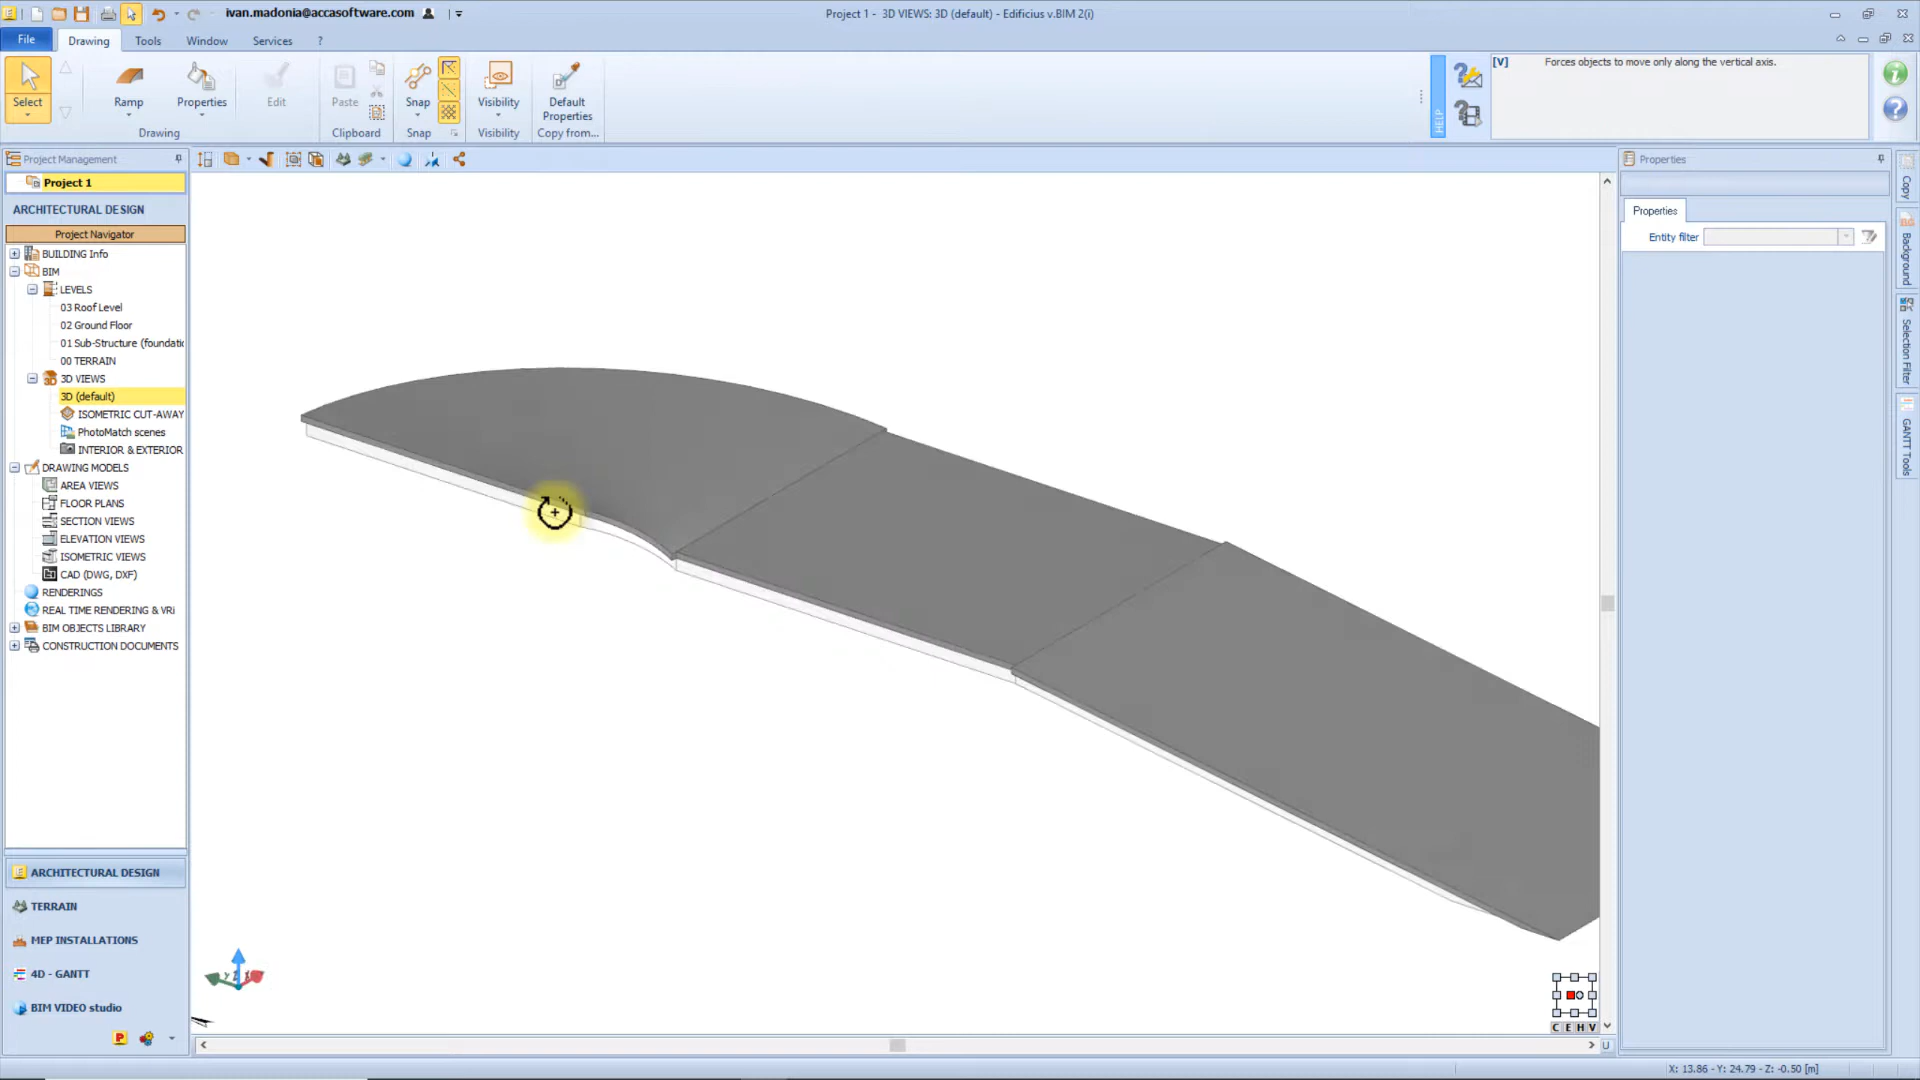 ivan.madonia@accasoftware.com
Project 1 - 3D VIEWS: 3D (default) - Edificius v.BIM 2(i)
File
Drawing
Tools
Window
Services
?
Select
Ramp
Properties
Edit
Paste
Snap
Visibility
Default
Properties
Drawing
Clipboard
Snap
Visibility
Copy from...
HELP
[V]
Forces objects to move only along the vertical axis.
Project Management
Project 1
ARCHITECTURAL DESIGN
Project Navigator
BUILDING Info
BIM
LEVELS
03 Roof Level
02 Ground Floor
01 Sub-Structure (foundatio
00 TERRAIN
3D VIEWS
3D (default)
ISOMETRIC CUT-AWAY
PhotoMatch scenes
INTERIOR & EXTERIOR
DRAWING MODELS
AREA VIEWS
FLOOR PLANS
SECTION VIEWS
ELEVATION VIEWS
ISOMETRIC VIEWS
CAD (DWG, DXF)
RENDERINGS
REAL TIME RENDERING & VRi
BIM OBJECTS LIBRARY
CONSTRUCTION DOCUMENTS
ARCHITECTURAL DESIGN
TERRAIN
MEP INSTALLATIONS
4D - GANTT
BIM VIDEO studio
Properties
Properties
Entity filter
Copy
Background
Selection Filter
GANTT Tools
C E H V
U
X: 13.86 - Y: 24.79 - Z: -0.50 [m]